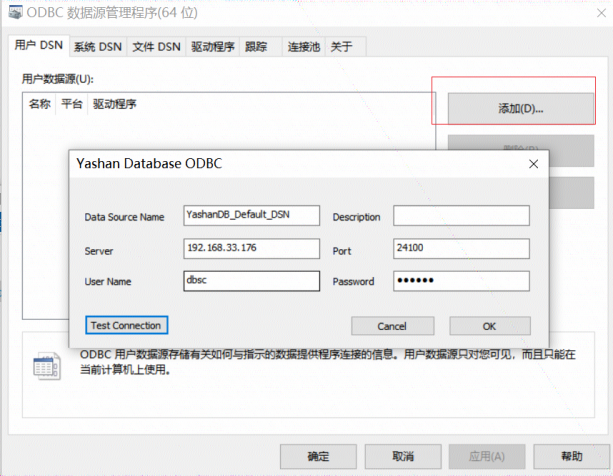 ODBC 数据源管理程序(64 位)
用户 DSN 系统 DSN 文件 DSN 驱动程序 跟踪 连接池 关于
用户数据源(U):
名称 平台 驱动程序
添加(D)...
Yashan Database ODBC
Data Source Name YashanDB_Default_DSN Description
Server 192.168.33.176 Port 24100
User Name dbsc Password ●●●●●●
Test Connection Cancel OK
ODBC 用户数据源存储有关如何与指示的数据提供程序连接的信息。用户数据源只对您可见，而且只能在
当前计算机上使用。
确定 取消 应用(A) 帮助